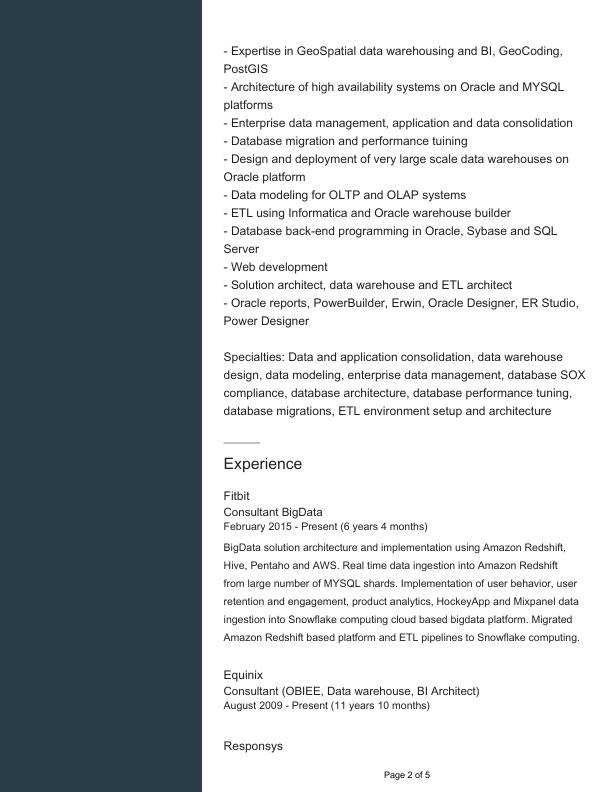 - Expertise in GeoSpatial data warehousing and BI, GeoCoding,
PostGIS
- Architecture of high availability systems on Oracle and MYSQL
platforms
- Enterprise data management, application and data consolidation
- Database migration and performance tuining
- Design and deployment of very large scale data warehouses on
Oracle platform
- Data modeling for OLTP and OLAP systems
- ETL using Informatica and Oracle warehouse builder
- Database back-end programming in Oracle, Sybase and SQL
Server
- Web development
- Solution architect, data warehouse and ETL architect
- Oracle reports, PowerBuilder, Erwin, Oracle Designer, ER Studio,
Power Designer
Specialties: Data and application consolidation, data warehouse
design, data modeling, enterprise data management, database SOX
compliance, database architecture, database performance tuning,
database migrations, ETL environment setup and architecture
Experience
Fitbit
Consultant BigData
February 2015 - Present (6 years 4 months)
BigData solution architecture and implementation using Amazon Redshift,
Hive, Pentaho and AWS. Real time data ingestion into Amazon Redshift
from large number of MYSQL shards. Implementation of user behavior, user
retention and engagement, product analytics, HockeyApp and Mixpanel data
ingestion into Snowflake computing cloud based bigdata platform. Migrated
Amazon Redshift based platform and ETL pipelines to Snowflake computing.
Equinix
Consultant (OBIEE, Data warehouse, BI Architect)
August 2009 - Present (11 years 10 months)
Responsys
Page 2 of 5